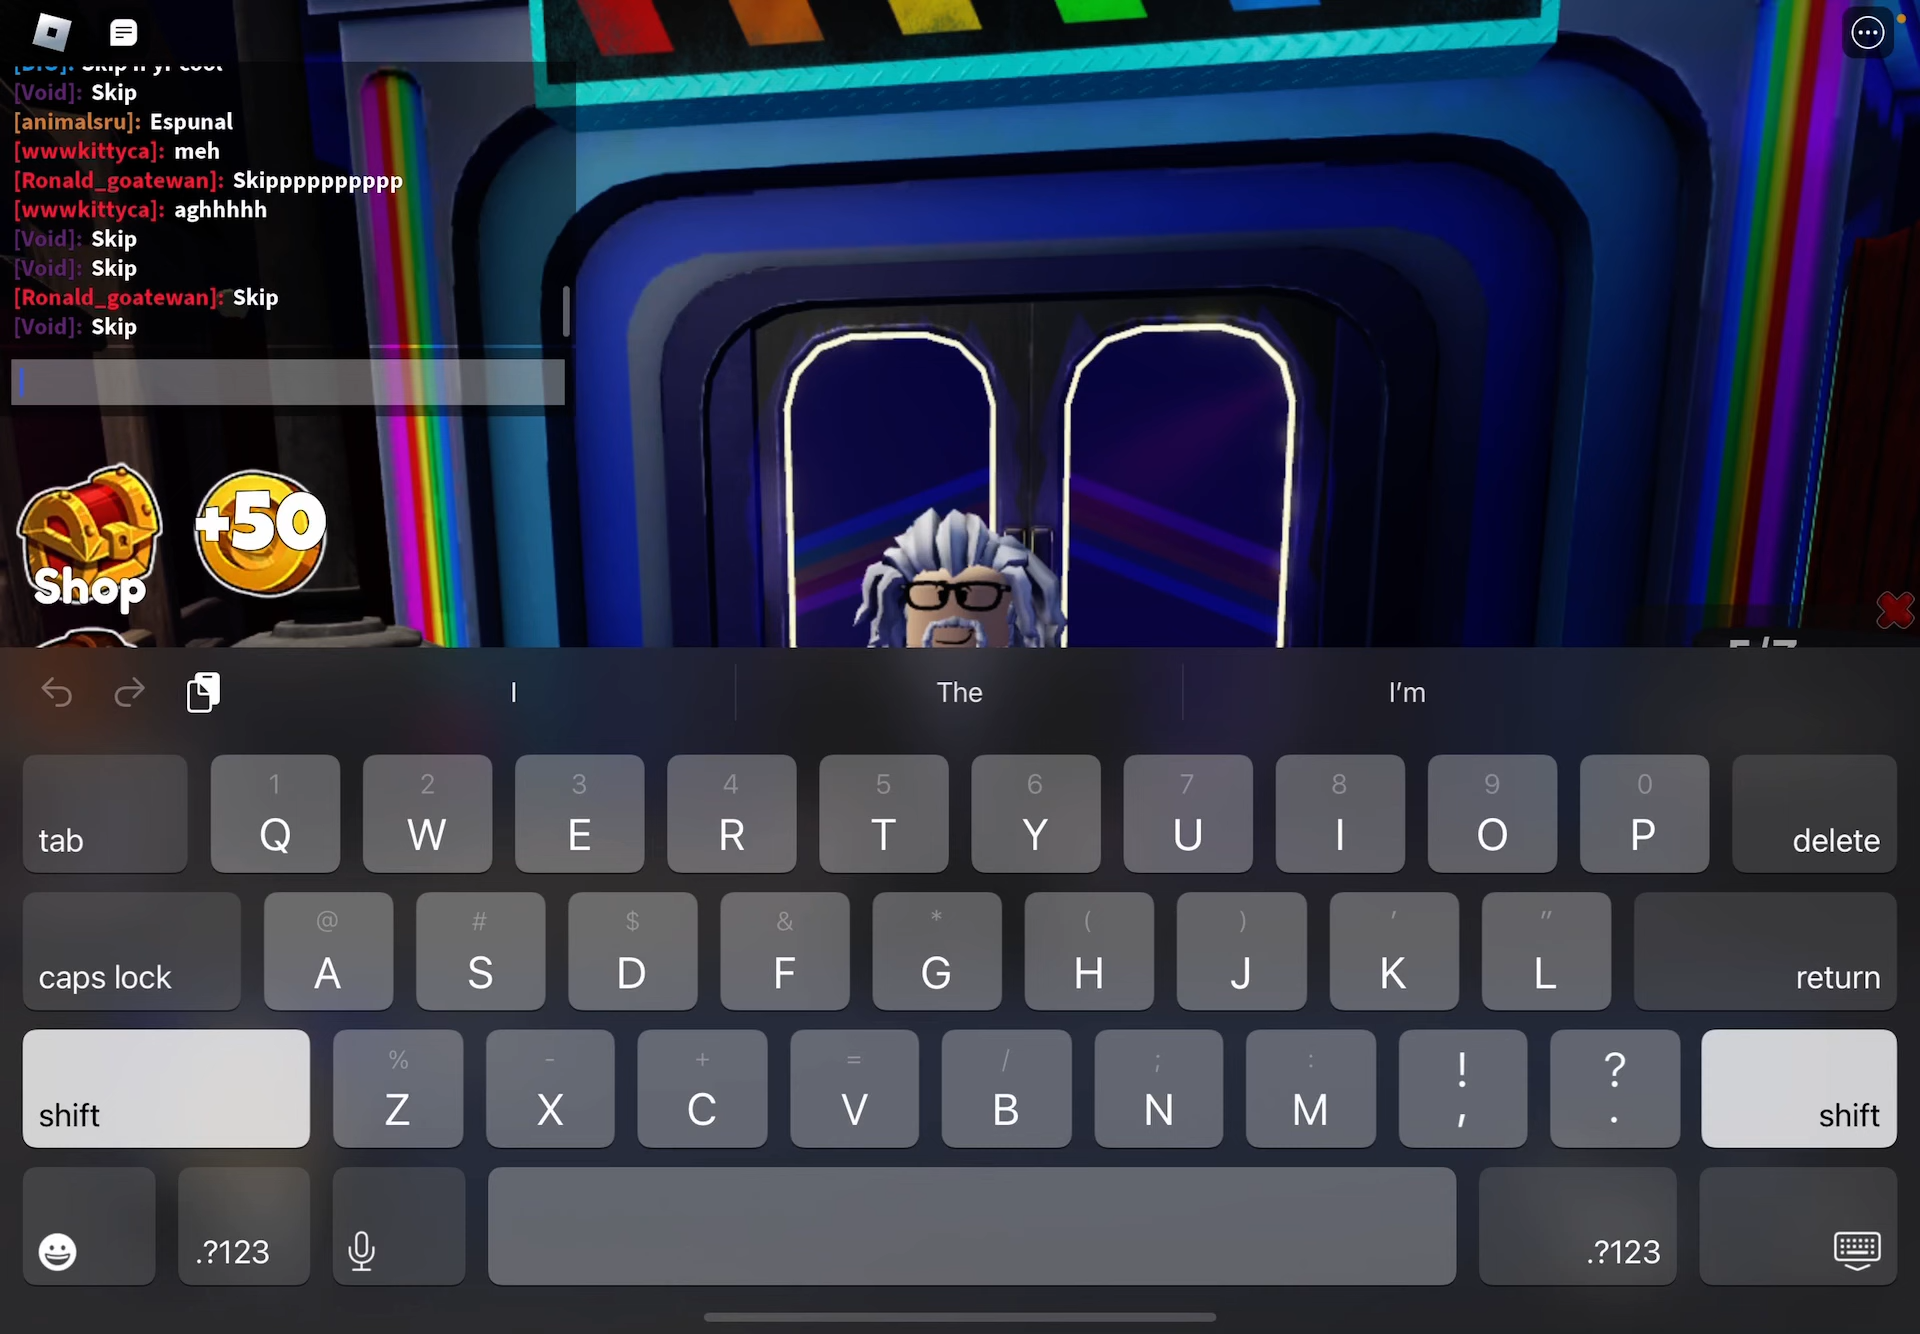 [Void]: Skip
[animalsru]: Espunal
[wwwkittyca]: meh
[Ronald_goatewan]: Skipppppppppp
[wwwkittyca]: aghhhhh
[Void]: Skip
[Void]: Skip
[Ronald_goatewan]: Skip
[Void]: Skip
+50
Shop
I The I'm
tab 1 Q 2 W 3 E 4 R 5 T 6 Y 7 U 8 I 9 O 0 P delete
caps lock @ A # S $ D & F * G ( H ) J ' K " L return
shift % Z - X + C = V / B ; N : M ! , ? . shift
.?123 .?123